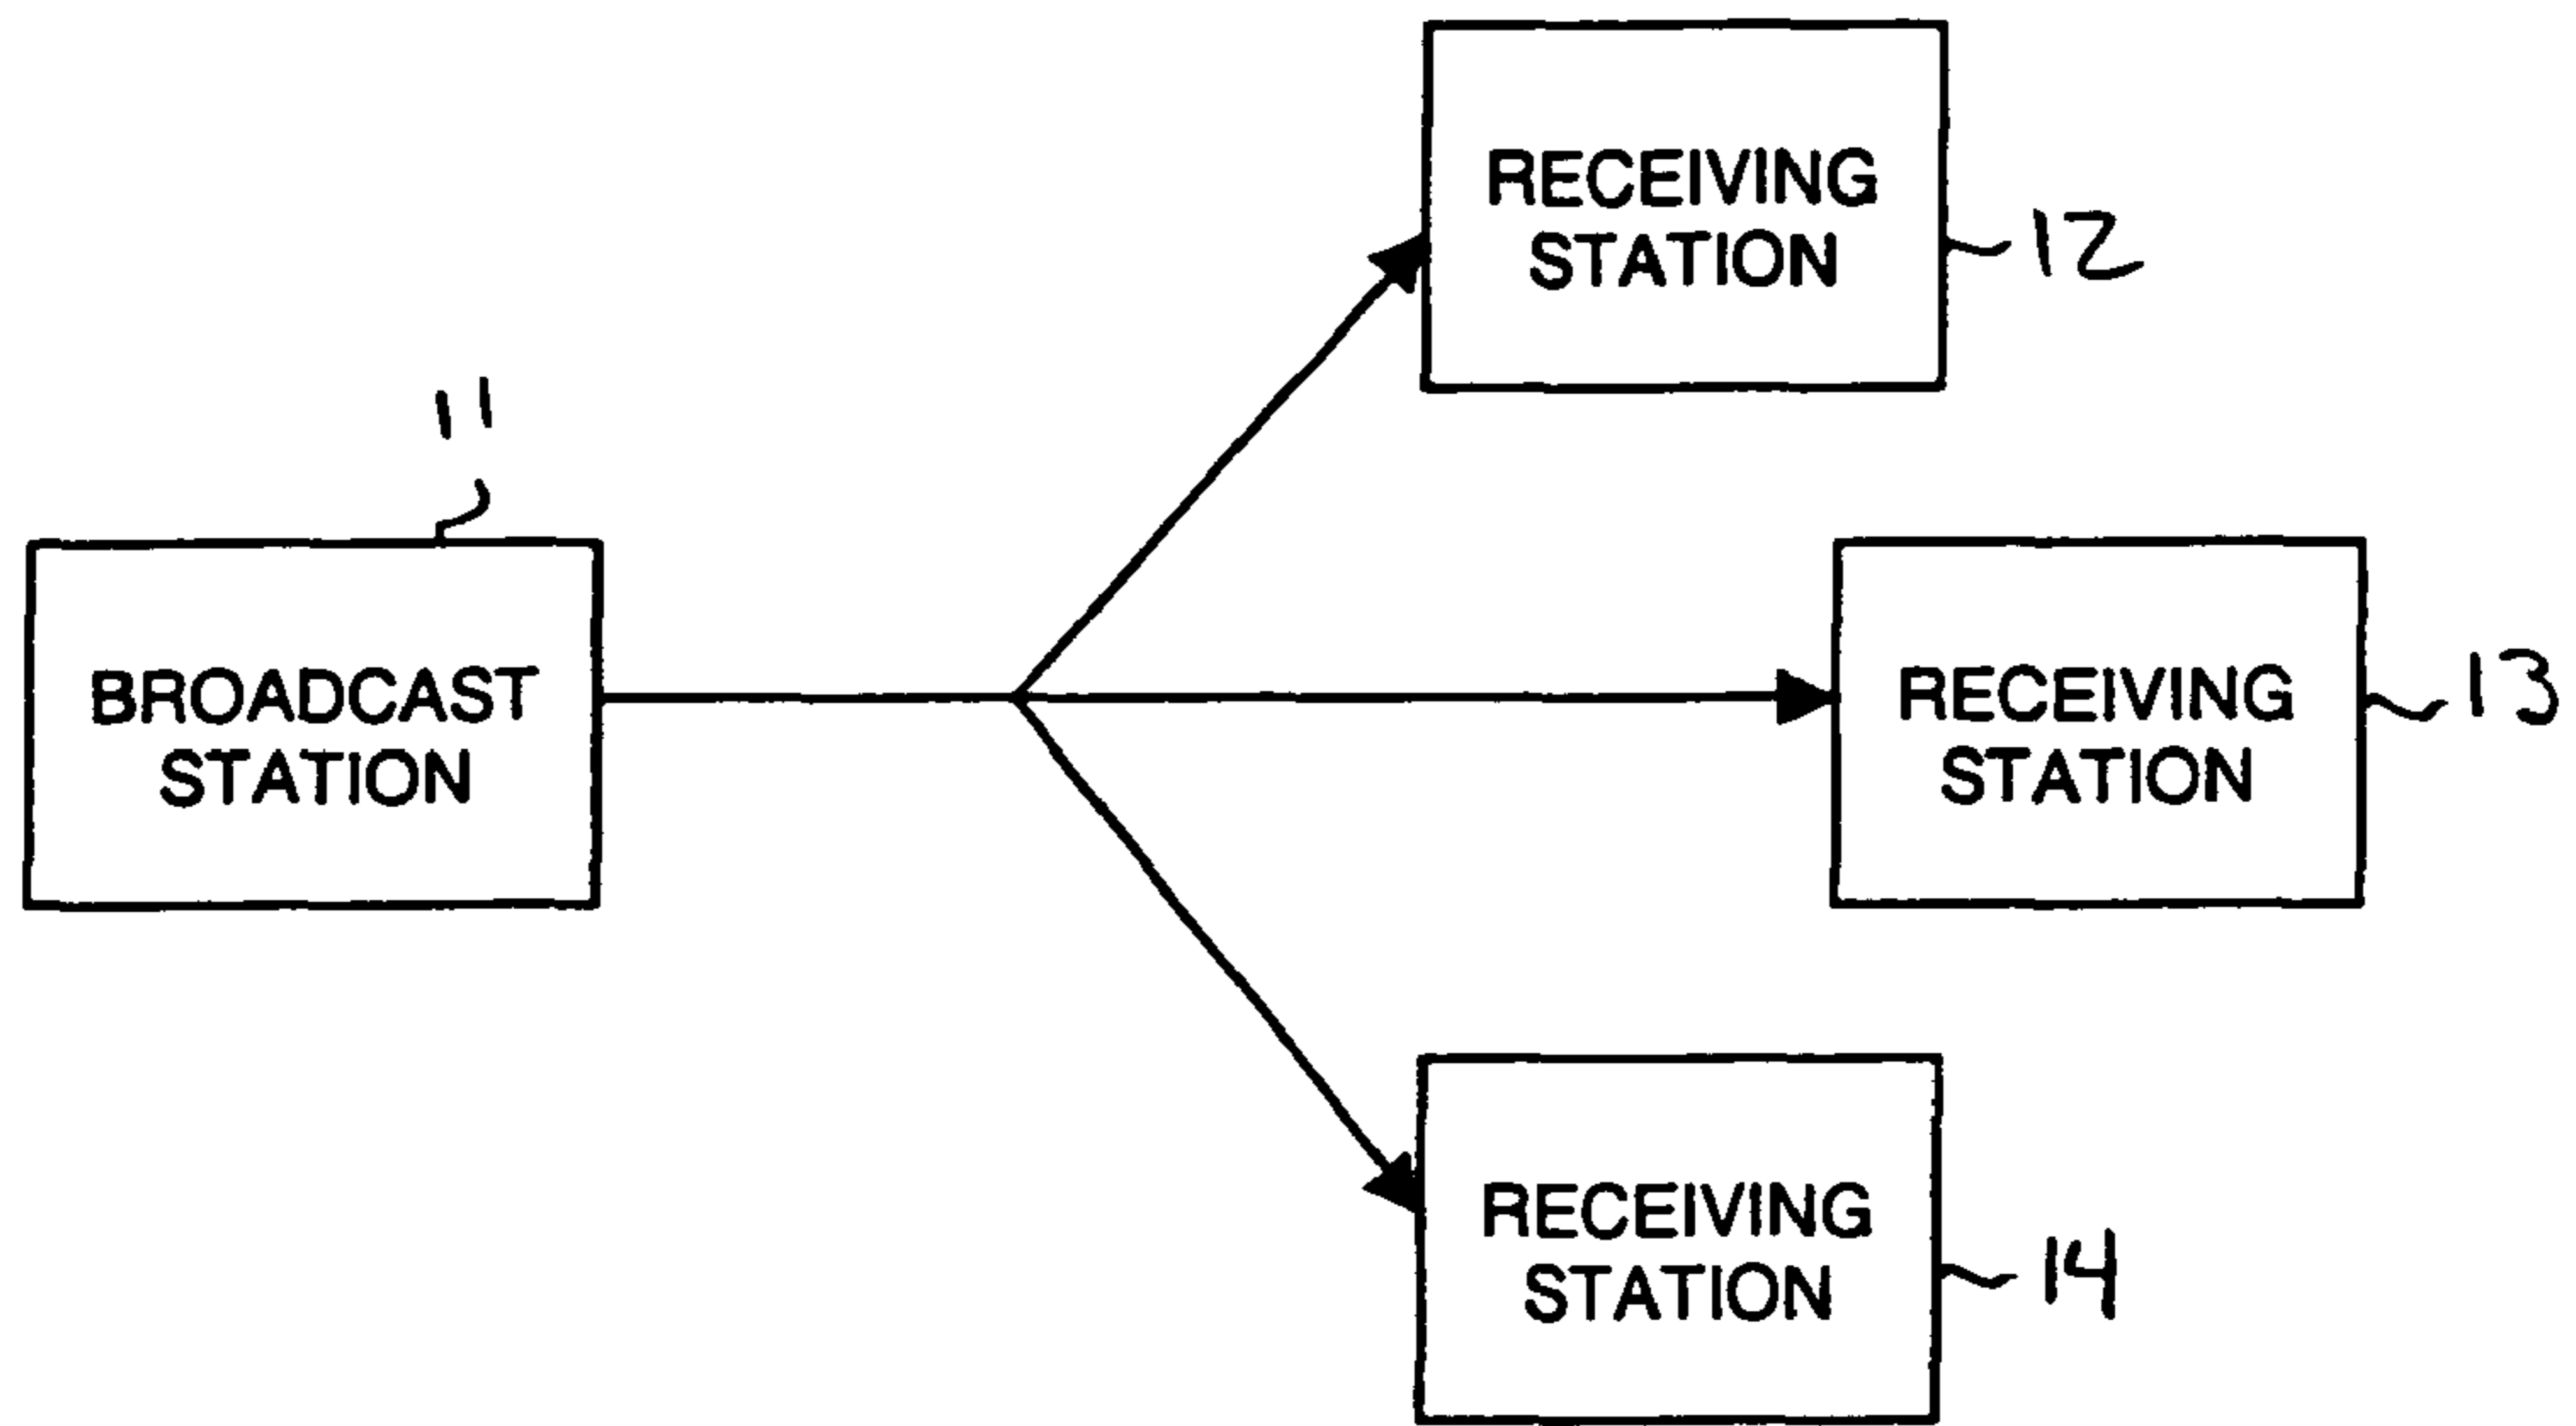 RECEIVING
STATION
12
11
BROADCAST
STATION
RECEIVING
STATION
13
RECEIVING
STATION
14